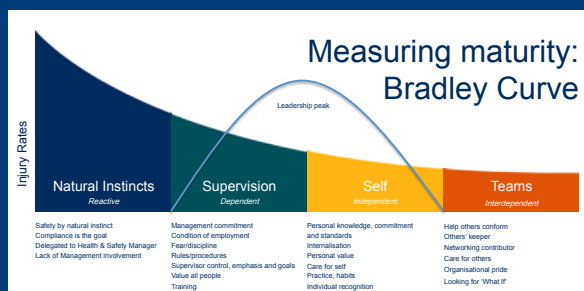 Measuring maturity:
Bradley Curve
Leadership peak
Injury Rates
Natural Instincts
Reactive
Supervision
Dependent
Self
Independent
Teams
Interdependent
Safety by natural instinct
Compliance is the goal
Delegated to Health & Safety Manager
Lack of Management involvement
Management commitment
Condition of employment
Fear/discipline
Rules/procedures
Supervisor control, emphasis and goals
Value all people
Training
Personal knowledge, commitment
and standards
Internalisation
Personal value
Care for self
Practice, habits
Individual recognition
Help others conform
Others' keeper
Networking contributor
Care for others
Organisational pride
Looking for 'What If'